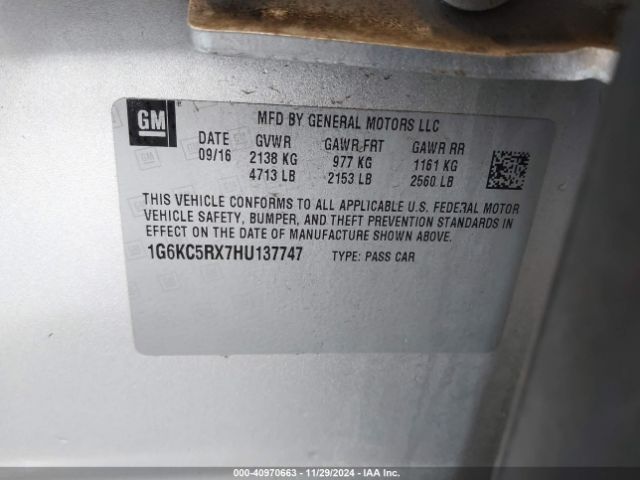 GM
MFD BY GENERAL MOTORS LLC
DATE GVWR GAWR FRT GAWR RR
09/16 2138 KG 977 KG 1161 KG
4713 LB 2153 LB 2560 LB
THIS VEHICLE CONFORMS TO ALL APPLICABLE U.S. FEDERAL MOTOR
VEHICLE SAFETY, BUMPER, AND THEFT PREVENTION STANDARDS IN
EFFECT ON THE DATE OF MANUFACTURE SHOWN ABOVE.
1G6KC5RX7HU137747 TYPE: PASS CAR
000-40970663 - 11/29/2024 - IAA Inc.